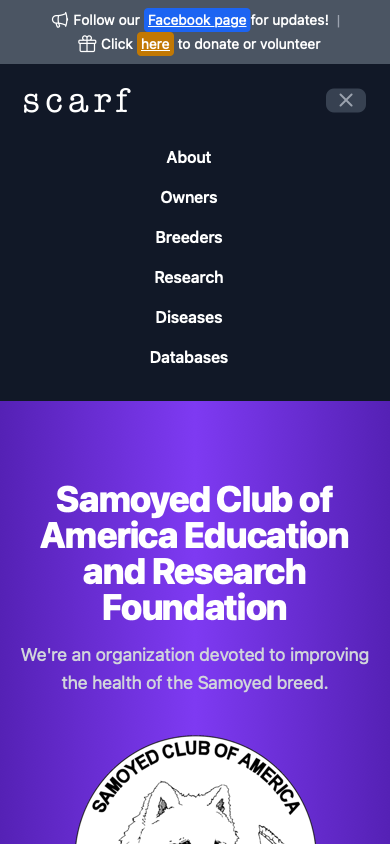 Follow our Facebook page for updates! |
Click here to donate or volunteer
scarf
About
Owners
Breeders
Research
Diseases
Databases
Samoyed Club of
America Education
and Research
Foundation
We're an organization devoted to improving
the health of the Samoyed breed.
SAMOYED CLUB OF AMERICA